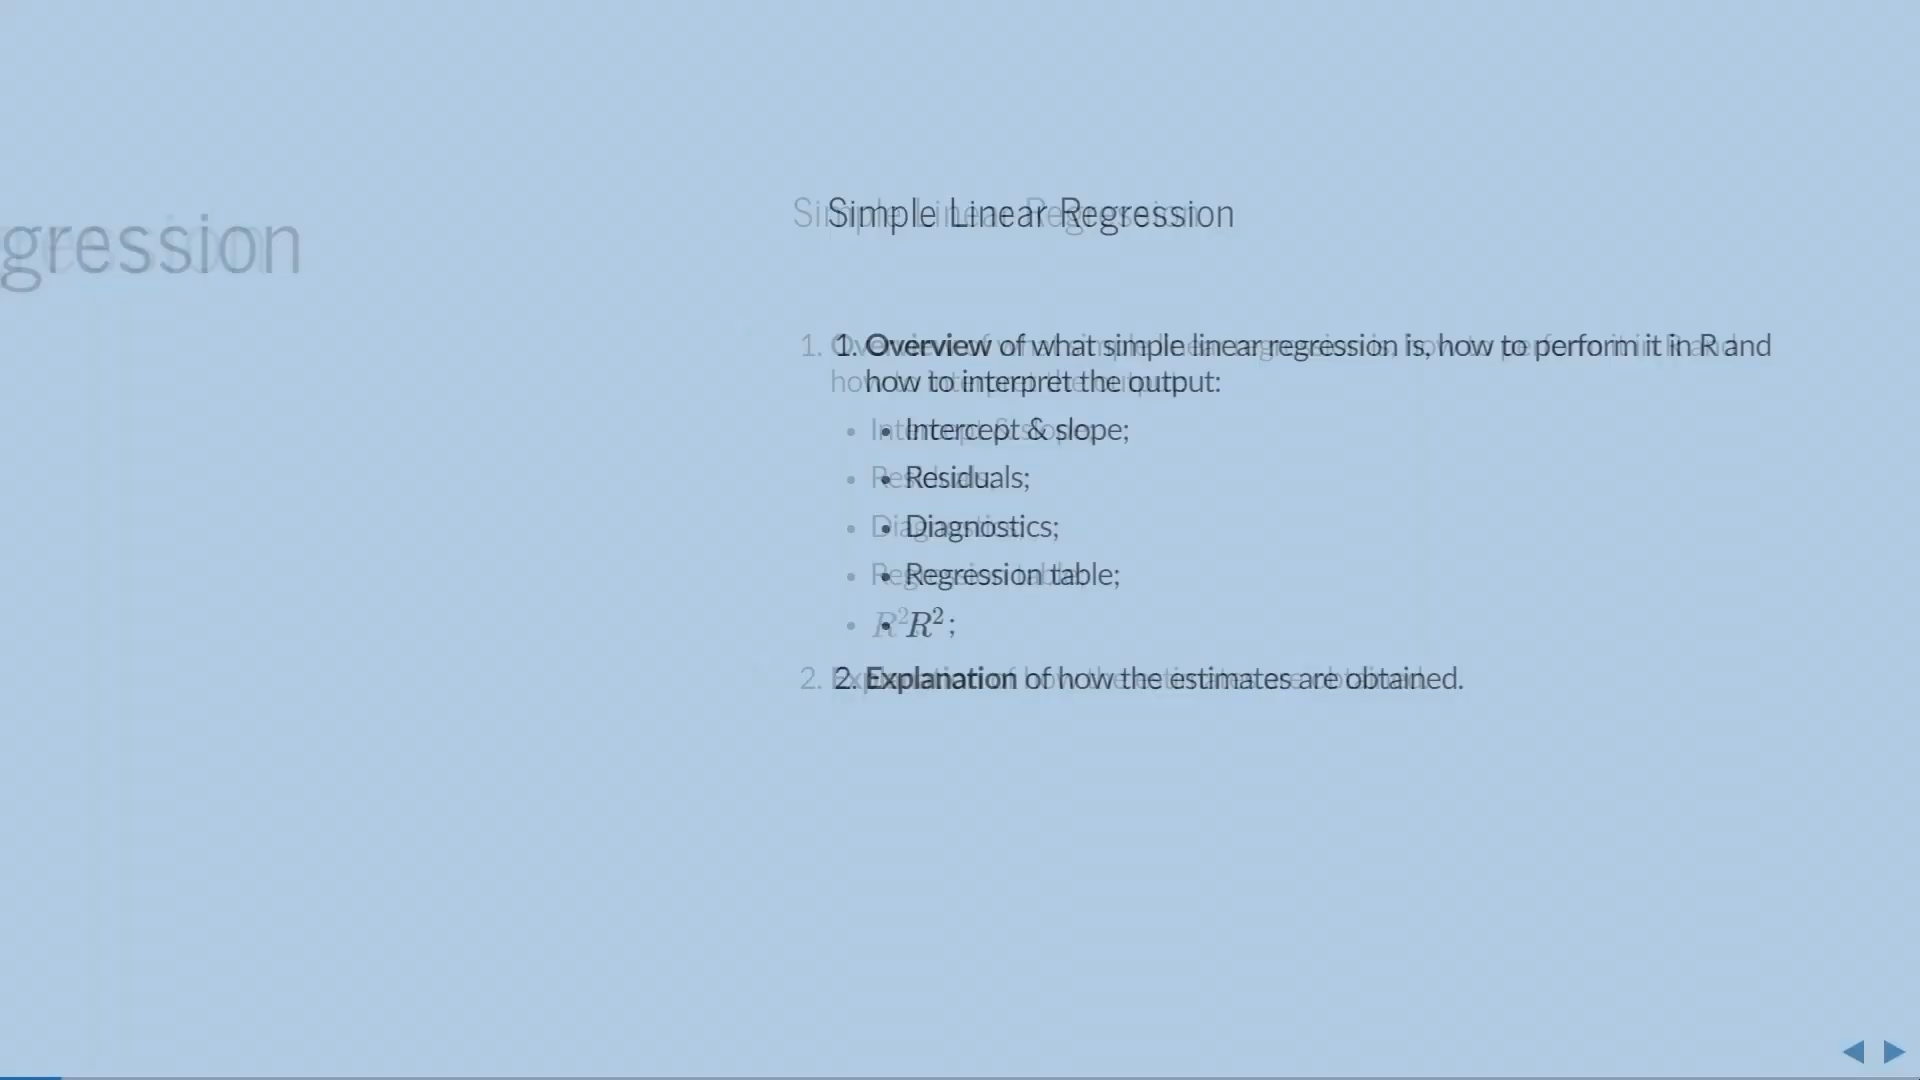 gression
Simple Linear Regression
1. Overview of what simple linear regression is, how to perform it in R and
how to interpret the output:
• Intercept & slope;
• Residuals;
• Diagnostics;
• Regression table;
• R²;
2. Explanation of how the estimates are obtained.